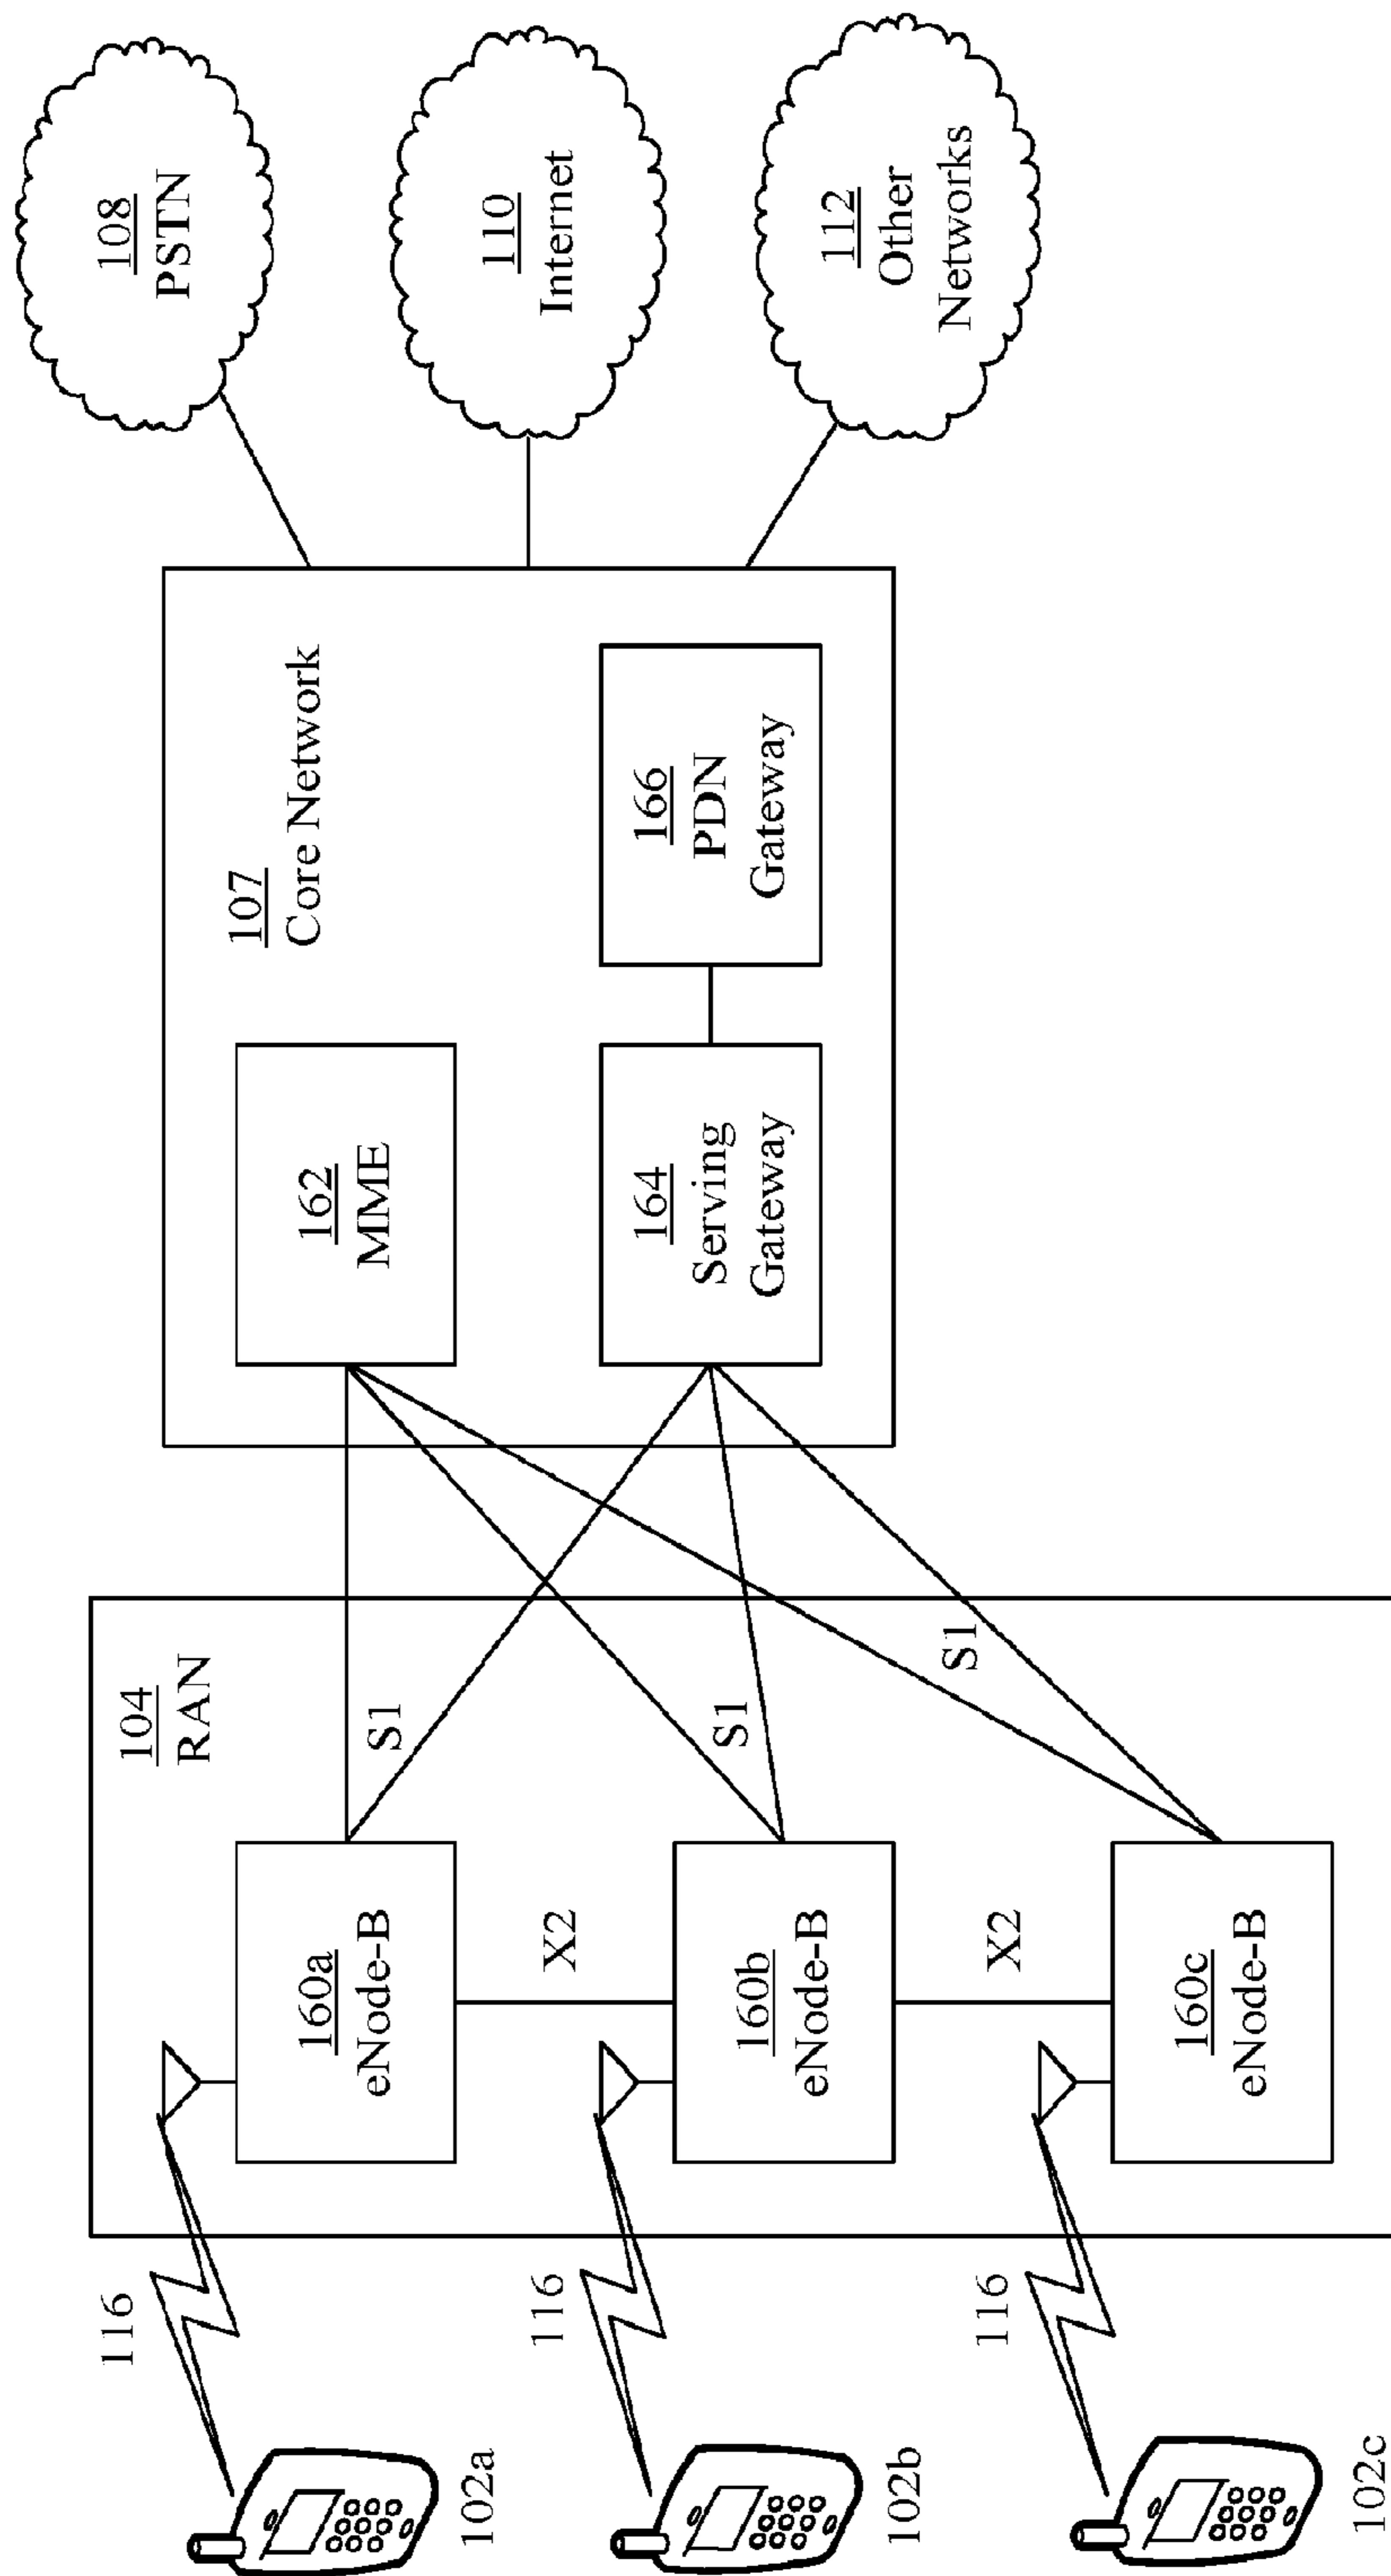 116
102a
116
102b
116
102c
104
RAN
160a
eNode-B
S1
X2
160b
eNode-B
S1
X2
160c
eNode-B
S1
107
Core Network
162
MME
164
Serving
Gateway
166
PDN
Gateway
108
PSTN
110
Internet
112
Other
Networks